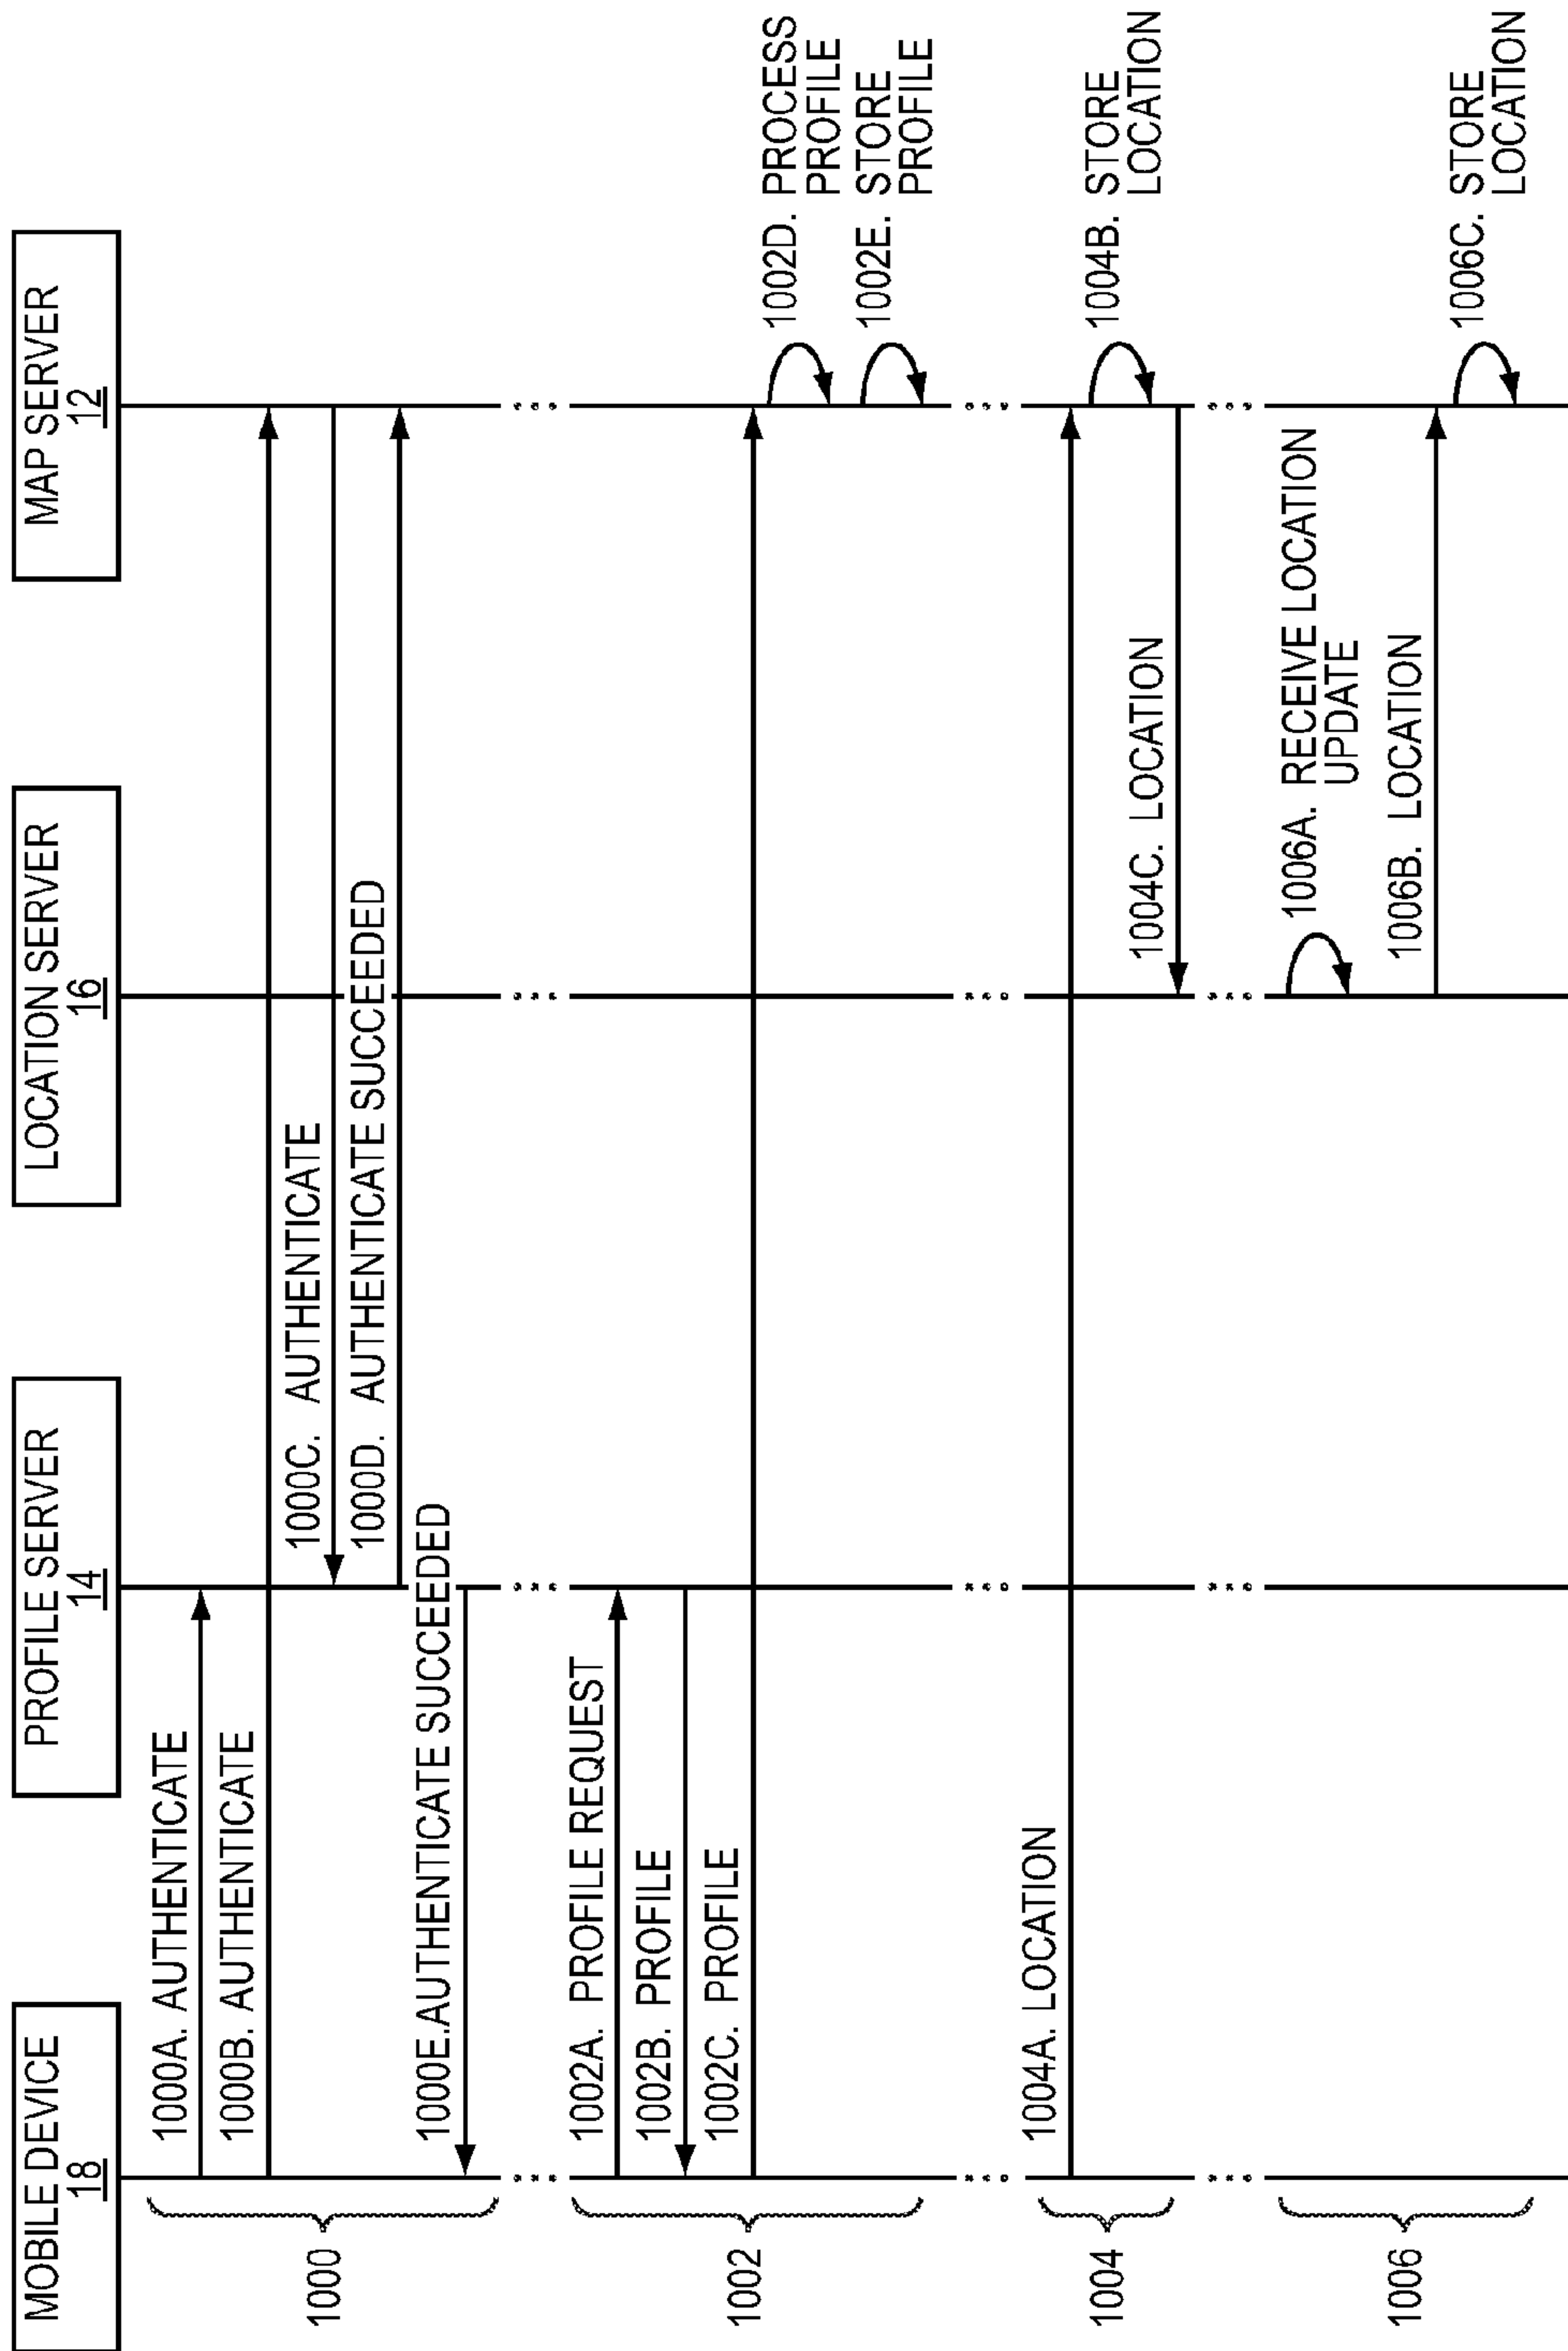 MOBILE DEVICE
18
PROFILE SERVER
14
LOCATION SERVER
16
MAP SERVER
12
1000
1000A. AUTHENTICATE
1000B. AUTHENTICATE
1000C. AUTHENTICATE
1000D. AUTHENTICATE SUCCEEDED
1000E.AUTHENTICATE SUCCEEDED
1002
1002A. PROFILE REQUEST
1002B. PROFILE
1002C. PROFILE
1002D. PROCESS
PROFILE
1002E. STORE
PROFILE
1004
1004A. LOCATION
1004B. STORE
LOCATION
1004C. LOCATION
1006
1006A. RECEIVE LOCATION
UPDATE
1006B. LOCATION
1006C. STORE
LOCATION